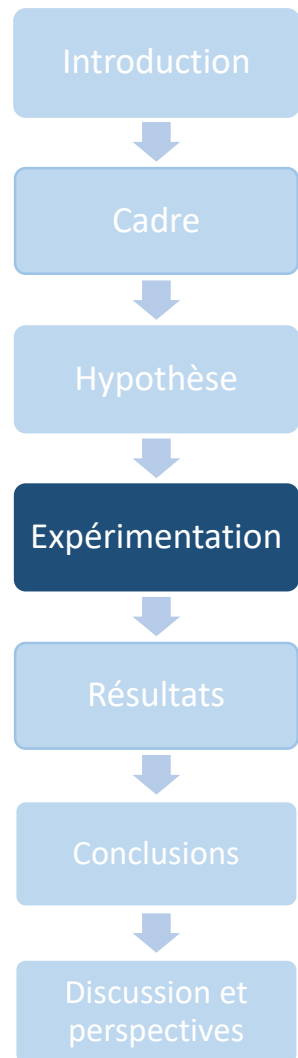 Introduction
Cadre
Hypothèse
Expérimentation
Résultats
Conclusions
Discussion et
perspectives